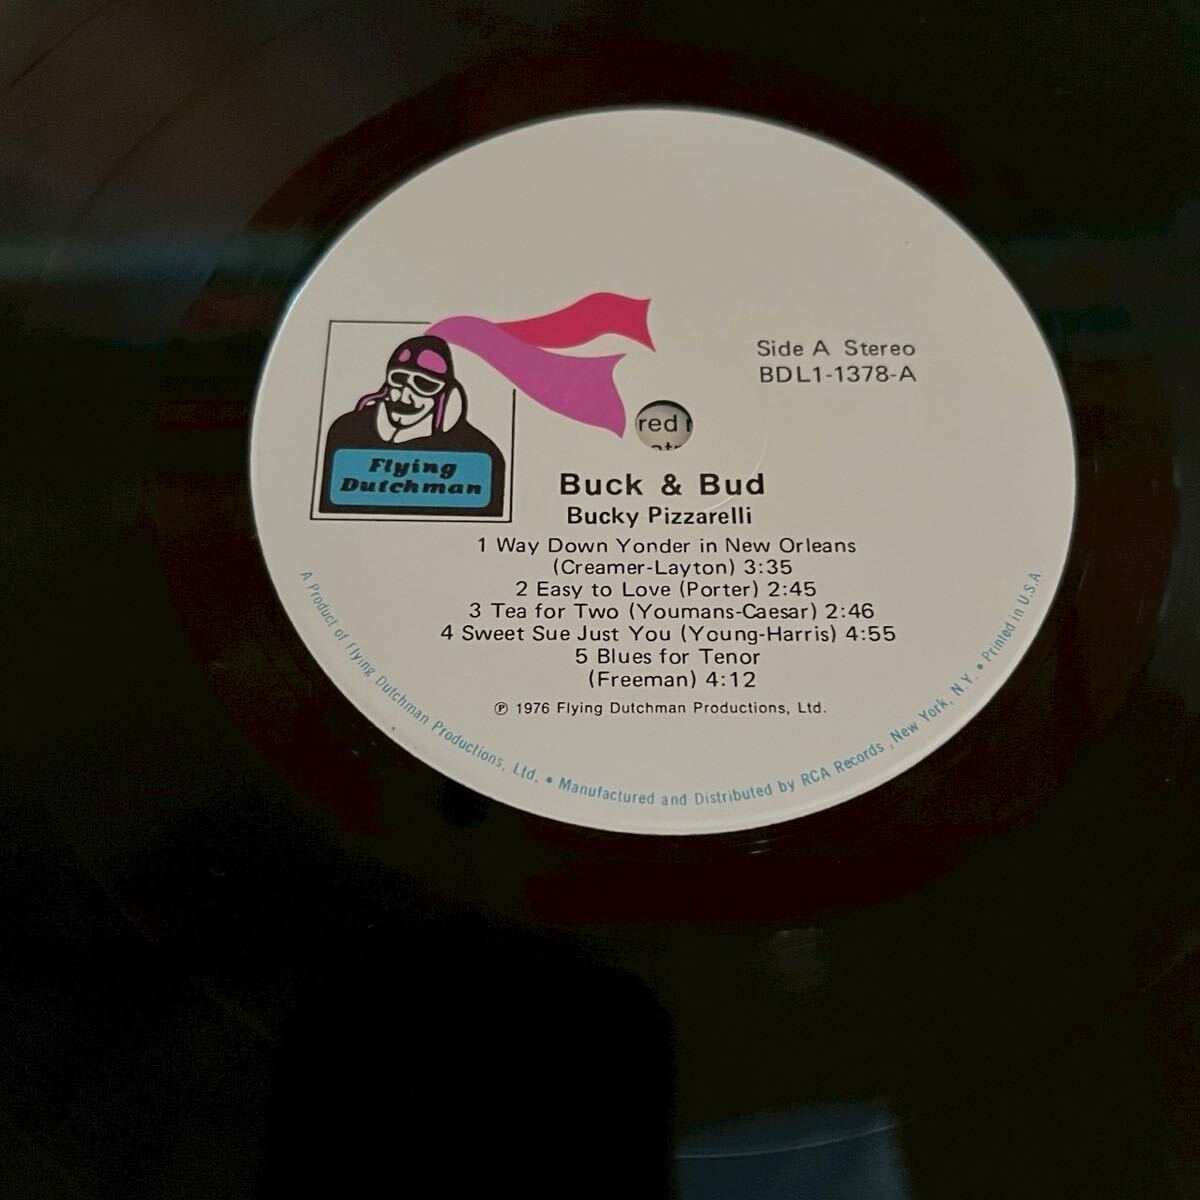 Side A Stereo
BDL1-1378-A
red
Flying
Dutchman
Buck & Bud
Bucky Pizzarelli
1 Way Down Yonder in New Orleans
(Creamer-Layton) 3:35
2 Easy to Love (Porter) 2:45
3 Tea for Two (Youmans-Caesar) 2:46
4 Sweet Sue Just You (Young-Harris) 4:55
5 Blues for Tenor
(Freeman) 4:12
℗ 1976 Flying Dutchman Productions, Ltd.
A Product of Flying Dutchman Productions, Ltd. • Manufactured and Distributed by RCA Records, New York, N.Y. • Printed in U.S.A